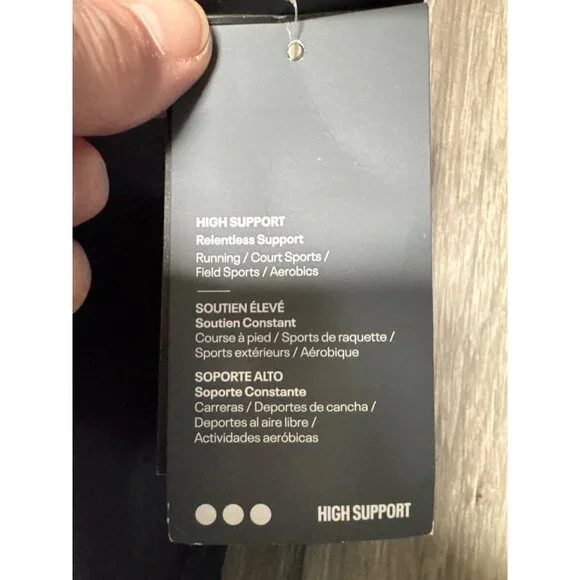 HIGH SUPPORT
Relentless Support
Running / Court Sports /
Field Sports / Aerobics
SOUTIEN ÉLEVÉ
Soutien Constant
Course à pied / Sports de raquette /
Sports extérieurs / Aérobique
SOPORTE ALTO
Soporte Constante
Carreras / Deportes de cancha /
Deportes al aire libre /
Actividades aeróbicas
HIGH SUPPORT